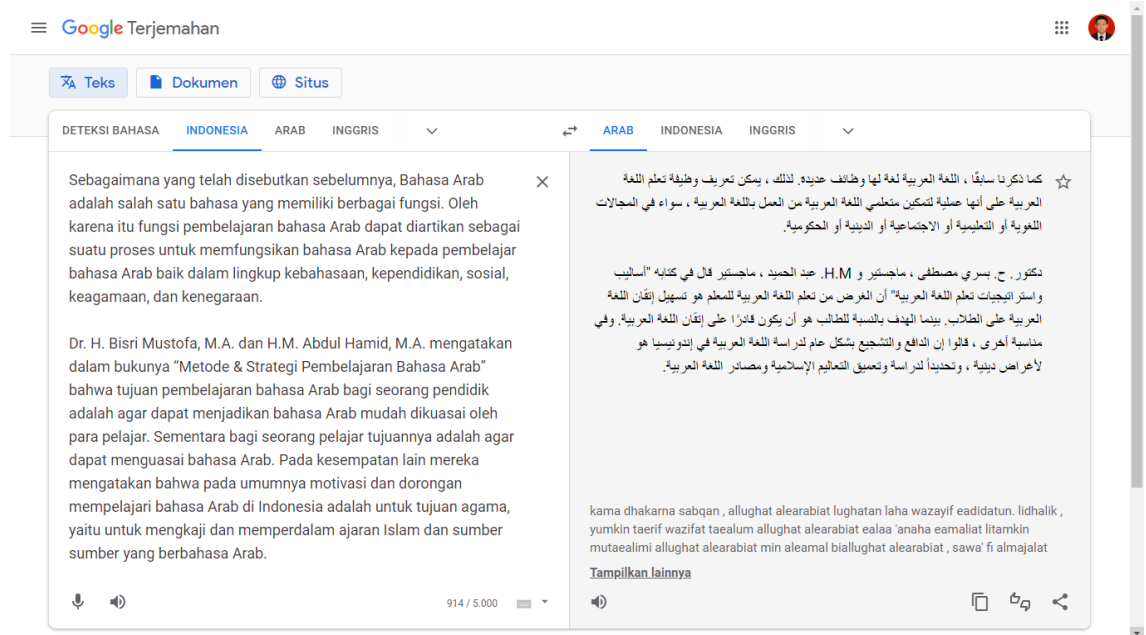 Google Terjemahan
Teks
Dokumen
Situs
DETEKSI BAHASA
INDONESIA
ARAB
INGGRIS
ARAB
INDONESIA
INGGRIS
Sebagaimana yang telah disebutkan sebelumnya, Bahasa Arab
adalah salah satu bahasa yang memiliki berbagai fungsi. Oleh
karena itu fungsi pembelajaran bahasa Arab dapat diartikan sebagai
suatu proses untuk memfungsikan bahasa Arab kepada pembelajar
bahasa Arab baik dalam lingkup kebahasaan, kependidikan, sosial,
keagamaan, dan kenegaraan.
Dr. H. Bisri Mustofa, M.A. dan H.M. Abdul Hamid, M.A. mengatakan
dalam bukunya “Metode & Strategi Pembelajaran Bahasa Arab”
bahwa tujuan pembelajaran bahasa Arab bagi seorang pendidik
adalah agar dapat menjadikan bahasa Arab mudah dikuasai oleh
para pelajar. Sementara bagi seorang pelajar tujuannya adalah agar
dapat menguasai bahasa Arab. Pada kesempatan lain mereka
mengatakan bahwa pada umumnya motivasi dan dorongan
mempelajari bahasa Arab di Indonesia adalah untuk tujuan agama,
yaitu untuk mengkaji dan memperdalam ajaran Islam dan sumber
sumber yang berbahasa Arab.
914 / 5.000
كما ذكرنا سابقًا ، اللغة العربية لغة لها وظائف عديدة. لذلك ، يمكن تعريف وظيفة تعلم اللغة
العربية على أنها عملية لتمكين متعلمي اللغة العربية من العمل باللغة العربية ، سواء في المجالات
اللغوية أو التعليمية أو الاجتماعية أو الدينية أو الحكومية.
دكتور. ح. بسري مصطفى ، ماجستير و H.M. عبد الحميد ، ماجستير قال في كتابه "أساليب
واستراتيجيات تعلم اللغة العربية" أن الغرض من تعلم اللغة العربية للمعلم هو تسهيل إتقان اللغة
العربية على الطلاب. بينما الهدف بالنسبة للطالب هو أن يكون قادرًا على إتقان اللغة العربية. وفي
مناسبة أخرى ، قالوا إن الدافع والتشجيع بشكل عام لدراسة اللغة العربية في إندونيسيا هو
لأغراض دينية ، وتحديداً لدراسة وتعميق التعاليم الإسلامية ومصادر اللغة العربية.
kama dhakarna sabqan , allughat alearabiat lughatan laha wazayif eadidatun. lidhalik ,
yumkin taerif wazifat taealum allughat alearabiat ealaa 'anaha eamaliat litamkin
mutaealimi allughat alearabiat min aleamal biallughat alearabiat , sawa' fi almajalat
Tampilkan lainnya